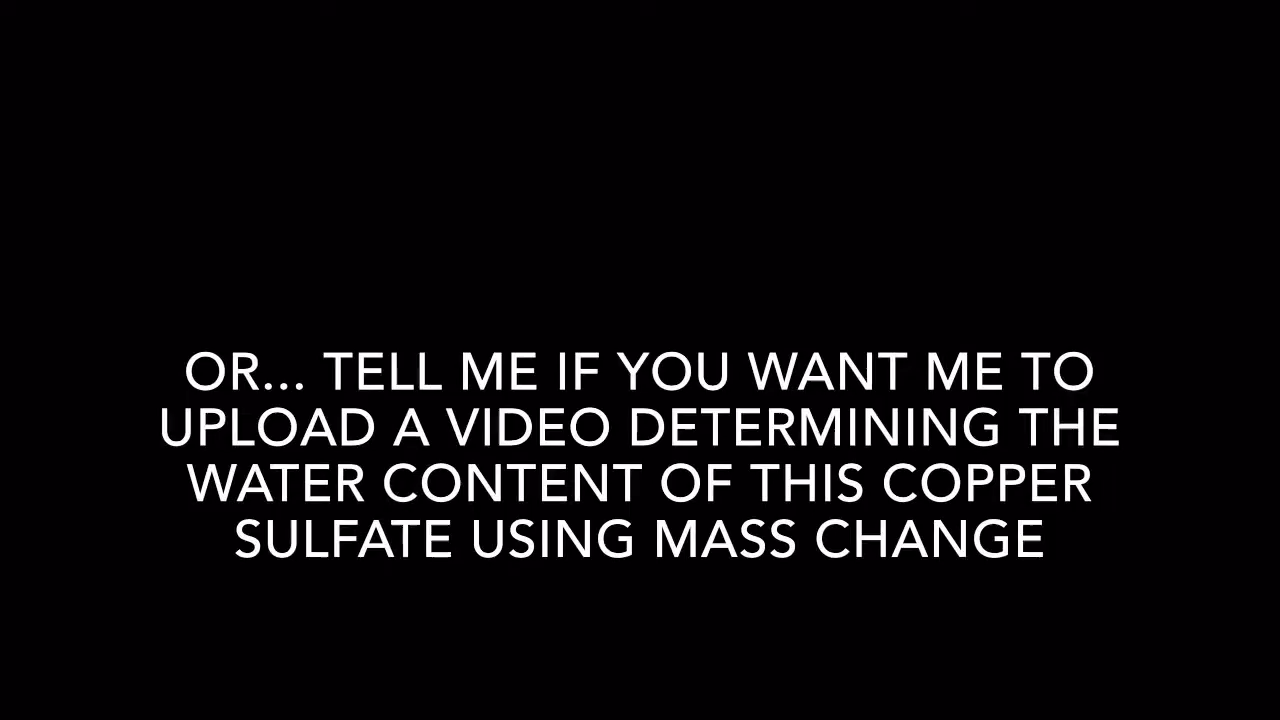 OR... TELL ME IF YOU WANT ME TO
UPLOAD A VIDEO DETERMINING THE
WATER CONTENT OF THIS COPPER
SULFATE USING MASS CHANGE